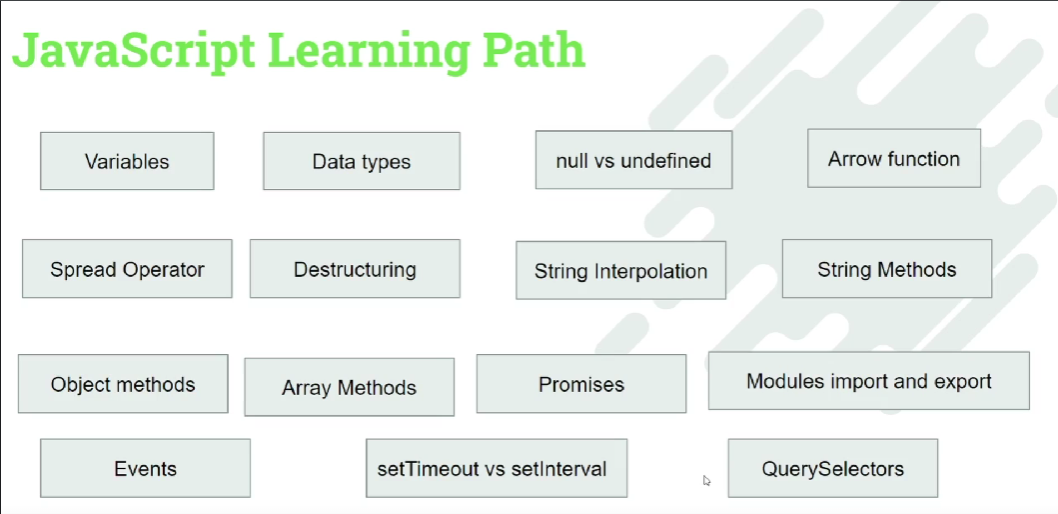 JavaScript Learning Path
Variables
Data types
null vs undefined
Arrow function
Spread Operator
Destructuring
String Interpolation
String Methods
Object methods
Array Methods
Promises
Modules import and export
Events
setTimeout vs setInterval
QuerySelectors